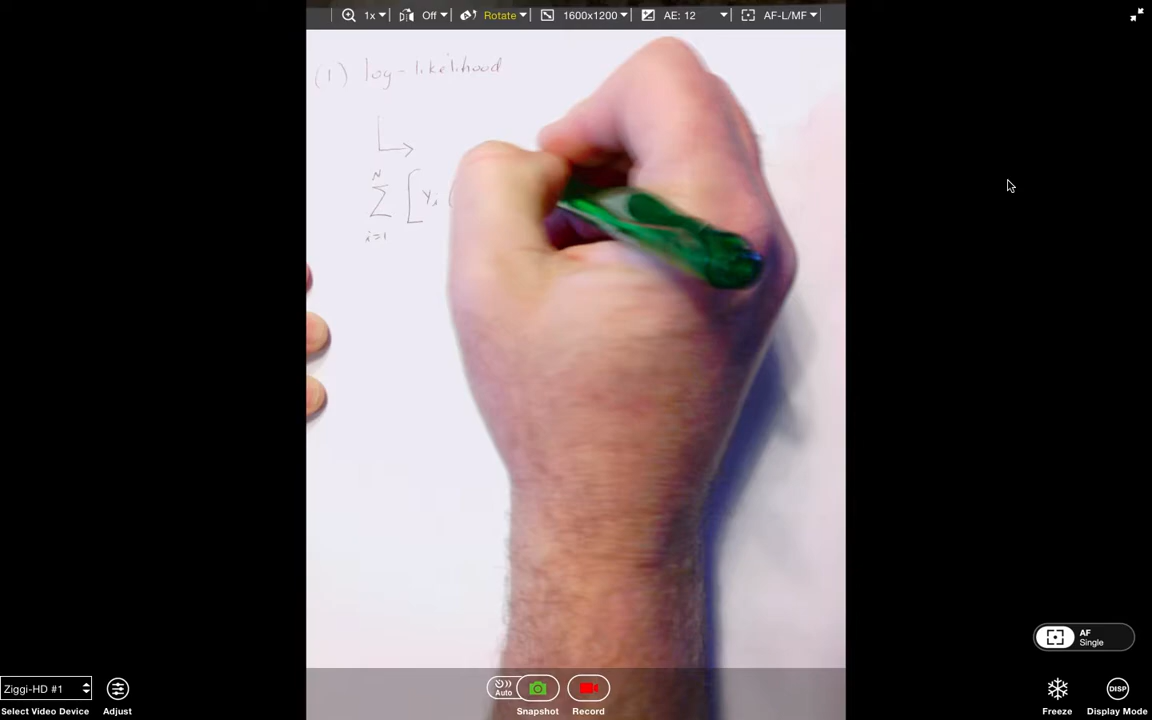 1x Off Rotate 1600x1200 AE: 12 AF-L/MF
(1) log-likelihood
N
∑ [ Yi (
i=1
AF
Single
Ziggi-HD #1
Auto
Select Video Device Adjust Snapshot Record Freeze Display Mode
DISP